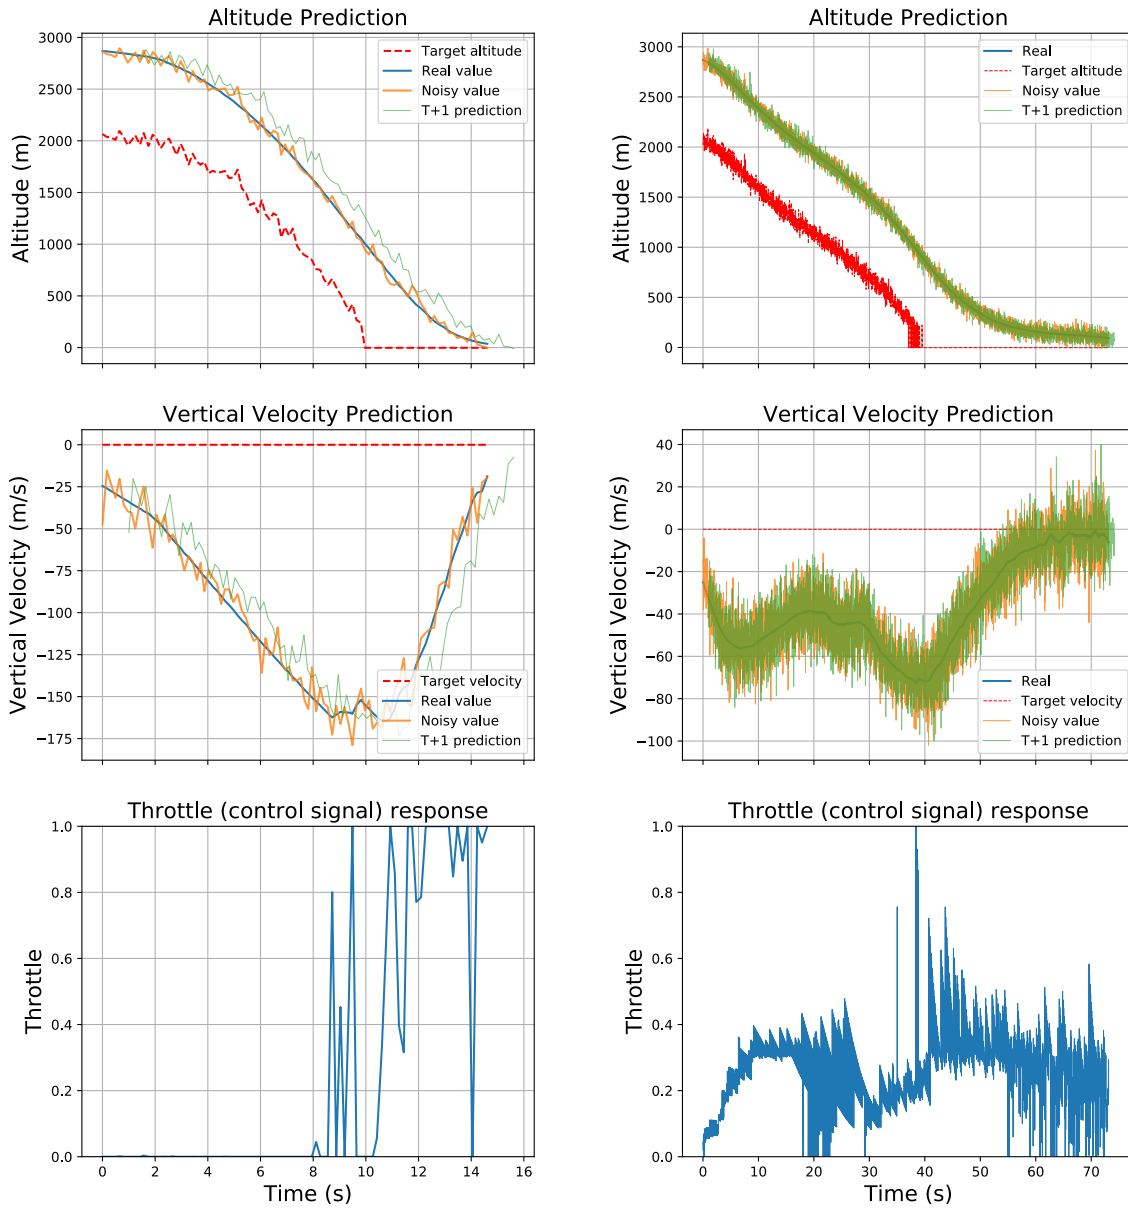 Altitude Prediction
Altitude (m)
3000
2500
2000
1500
1000
500
0
Target altitude
Real value
Noisy value
T+1 prediction
Altitude Prediction
Altitude (m)
3000
2500
2000
1500
1000
500
0
Real
Target altitude
Noisy value
T+1 prediction
Vertical Velocity Prediction
Vertical Velocity (m/s)
0
−25
−50
−75
−100
−125
−150
−175
Target velocity
Real value
Noisy value
T+1 prediction
Vertical Velocity Prediction
Vertical Velocity (m/s)
40
20
0
−20
−40
−60
−80
−100
Real
Target velocity
Noisy value
T+1 prediction
Throttle (control signal) response
Throttle
1.0
0.8
0.6
0.4
0.2
0.0
0 2 4 6 8 10 12 14 16
Time (s)
Throttle (control signal) response
Throttle
1.0
0.8
0.6
0.4
0.2
0.0
0 10 20 30 40 50 60 70
Time (s)